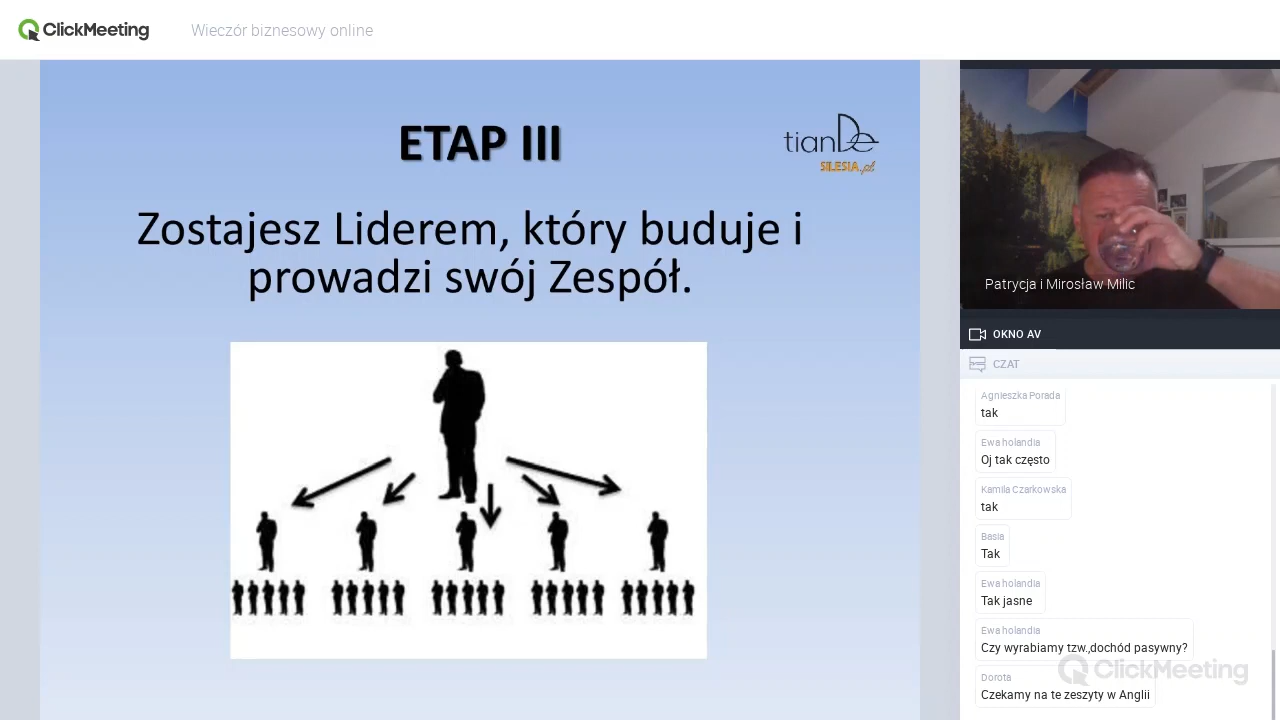 ClickMeeting
Wieczór biznesowy online
ETAP III
tianDe
SILESIA.pl
Zostajesz Liderem, który buduje i
prowadzi swój Zespół.
Patrycja i Mirosław Milic
OKNO AV
CZAT
Agnieszka Porada
tak
Ewa holandia
Oj tak często
Kamila Czarkowska
tak
Basia
Tak
Ewa holandia
Tak jasne
Ewa holandia
Czy wyrabiamy tzw.,dochód pasywny?
ClickMeeting
Dorota
Czekamy na te zeszyty w Anglii